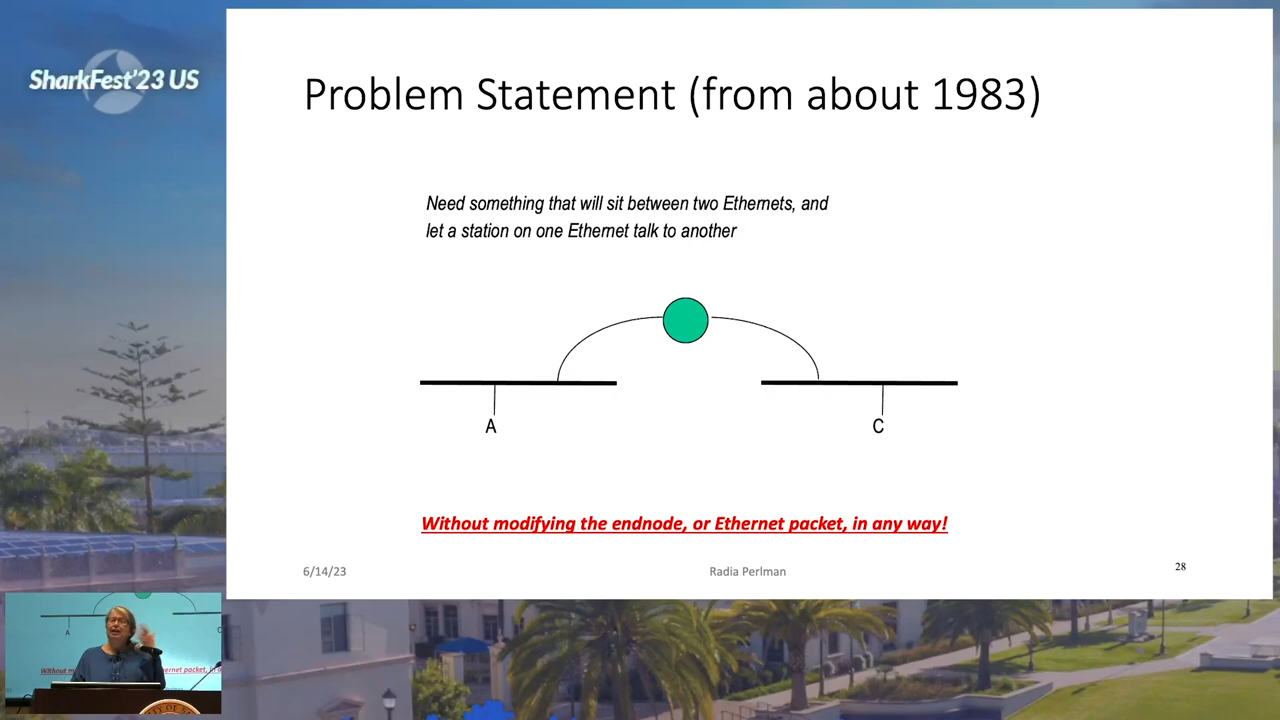 SharkFest'23 US
Problem Statement (from about 1983)
Need something that will sit between two Ethernets, and
let a station on one Ethernet talk to another
A
C
Without modifying the endnode, or Ethernet packet, in any way!
6/14/23
Radia Perlman
28
A